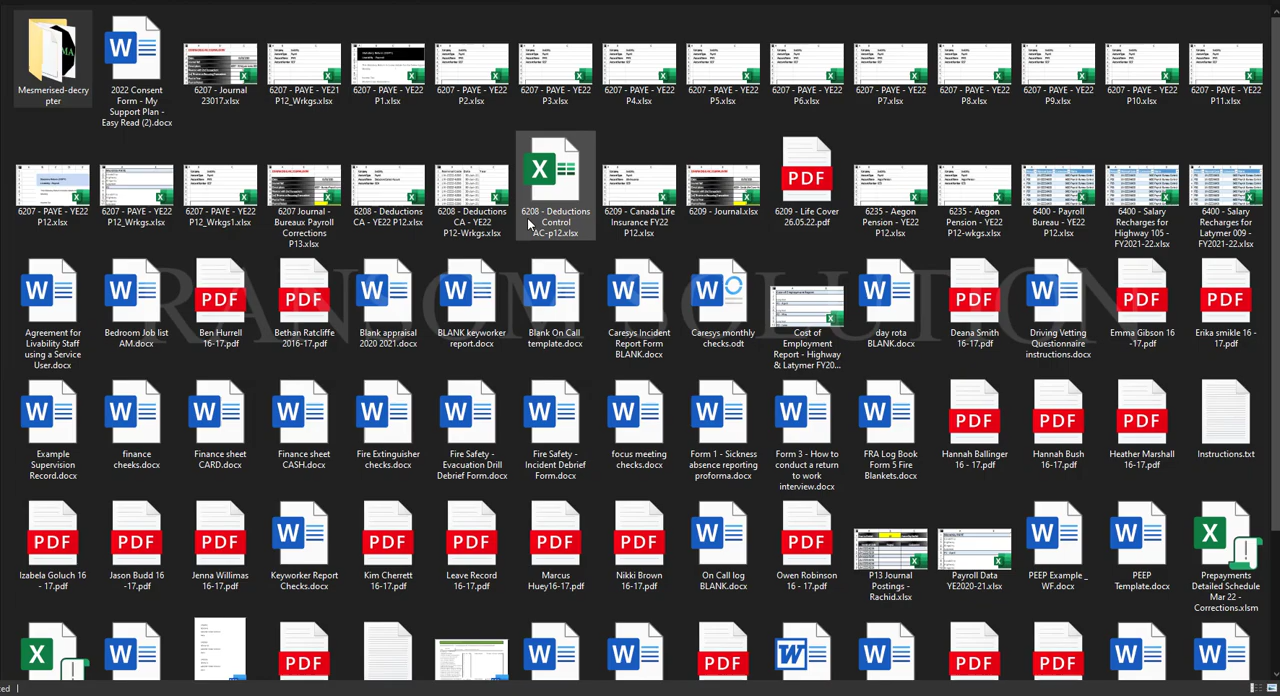 Mesmerised-decry
pter
2022 Consent
Form - My
Support Plan -
Easy Read (2).docx
6207 - Journal
23017.xlsx
6207 - PAYE - YE21
P12_Wrkgs.xlsx
6207 - PAYE - YE22
P1.xlsx
6207 - PAYE - YE22
P2.xlsx
6207 - PAYE - YE22
P3.xlsx
6207 - PAYE - YE22
P4.xlsx
6207 - PAYE - YE22
P5.xlsx
6207 - PAYE - YE22
P6.xlsx
6207 - PAYE - YE22
P7.xlsx
6207 - PAYE - YE22
P8.xlsx
6207 - PAYE - YE22
P9.xlsx
6207 - PAYE - YE22
P10.xlsx
6207 - PAYE - YE22
P11.xlsx
6207 - PAYE - YE22
P12.xlsx
6207 - PAYE - YE22
P12_Wrkgs.xlsx
6207 - PAYE - YE22
P12_Wrkgs1.xlsx
6207 Journal -
Bureaux Payroll
Corrections
P13.xlsx
6208 - Deductions
CA - YE22 P12.xlsx
6208 - Deductions
CA - YE22
P12-Wrkgs.xlsx
6208 - Deductions
Control
AC-p12.xlsx
6209 - Canada Life
Insurance FY22
P12.xlsx
6209 - Journal.xlsx
6209 - Life Cover
26.05.22.pdf
6235 - Aegon
Pension - YE22
P12.xlsx
6235 - Aegon
Pension - YE22
P12-wkgs.xlsx
6400 - Payroll
Bureau - YE22
P12.xlsx
6400 - Salary
Recharges for
Highway 105 -
FY2021-22.xlsx
6400 - Salary
Recharges for
Latymer 009 -
FY2021-22.xlsx
RANSOM SOLUTION
Agreement for
Livability Staff
using a Service
User.docx
Bedroom Job list
AM.docx
Ben Hurrell
16-17.pdf
Bethan Ratcliffe
2016-17.pdf
Blank appraisal
2020 2021.docx
BLANK keyworker
report.docx
Blank On Call
template.docx
Caresys Incident
Report Form
BLANK.docx
Caresys monthly
checks.odt
Cost of
Employment
Report - Highway
& Latymer FY20...
day rota
BLANK.docx
Deana Smith
16-17.pdf
Driving Vetting
Questionnaire
instructions.docx
Emma Gibson 16
-17.pdf
Erika smikle 16 -
17.pdf
Example
Supervision
Record.docx
finance
cheeks.docx
Finance sheet
CARD.docx
Finance sheet
CASH.docx
Fire Extinguisher
checks.docx
Fire Safety -
Evacuation Drill
Debrief Form.docx
Fire Safety -
Incident Debrief
Form.docx
focus meeting
checks.docx
Form 1 - Sickness
absence reporting
proforma.docx
Form 3 - How to
conduct a return
to work
interview.docx
FRA Log Book
Form 5 Fire
Blankets.docx
Hannah Ballinger
16 - 17.pdf
Hannah Bush
16-17.pdf
Heather Marshall
16-17.pdf
Instructions.txt
Izabela Goluch 16
- 17.pdf
Jason Budd 16
-17.pdf
Jenna Willimas
16-17.pdf
Keyworker Report
Checks.docx
Kim Cherrett
16-17.pdf
Leave Record
16-17.pdf
Marcus
Huey16-17.pdf
Nikki Brown
16-17.pdf
On Call log
BLANK.docx
Owen Robinson
16 - 17.pdf
P13 Journal
Postings -
Rachid.xlsx
Payroll Data
YE2020-21.xlsx
PEEP Example _
WF.docx
PEEP
Template.docx
Prepayments
Detailed Schedule
Mar 22 -
Corrections.xlsm